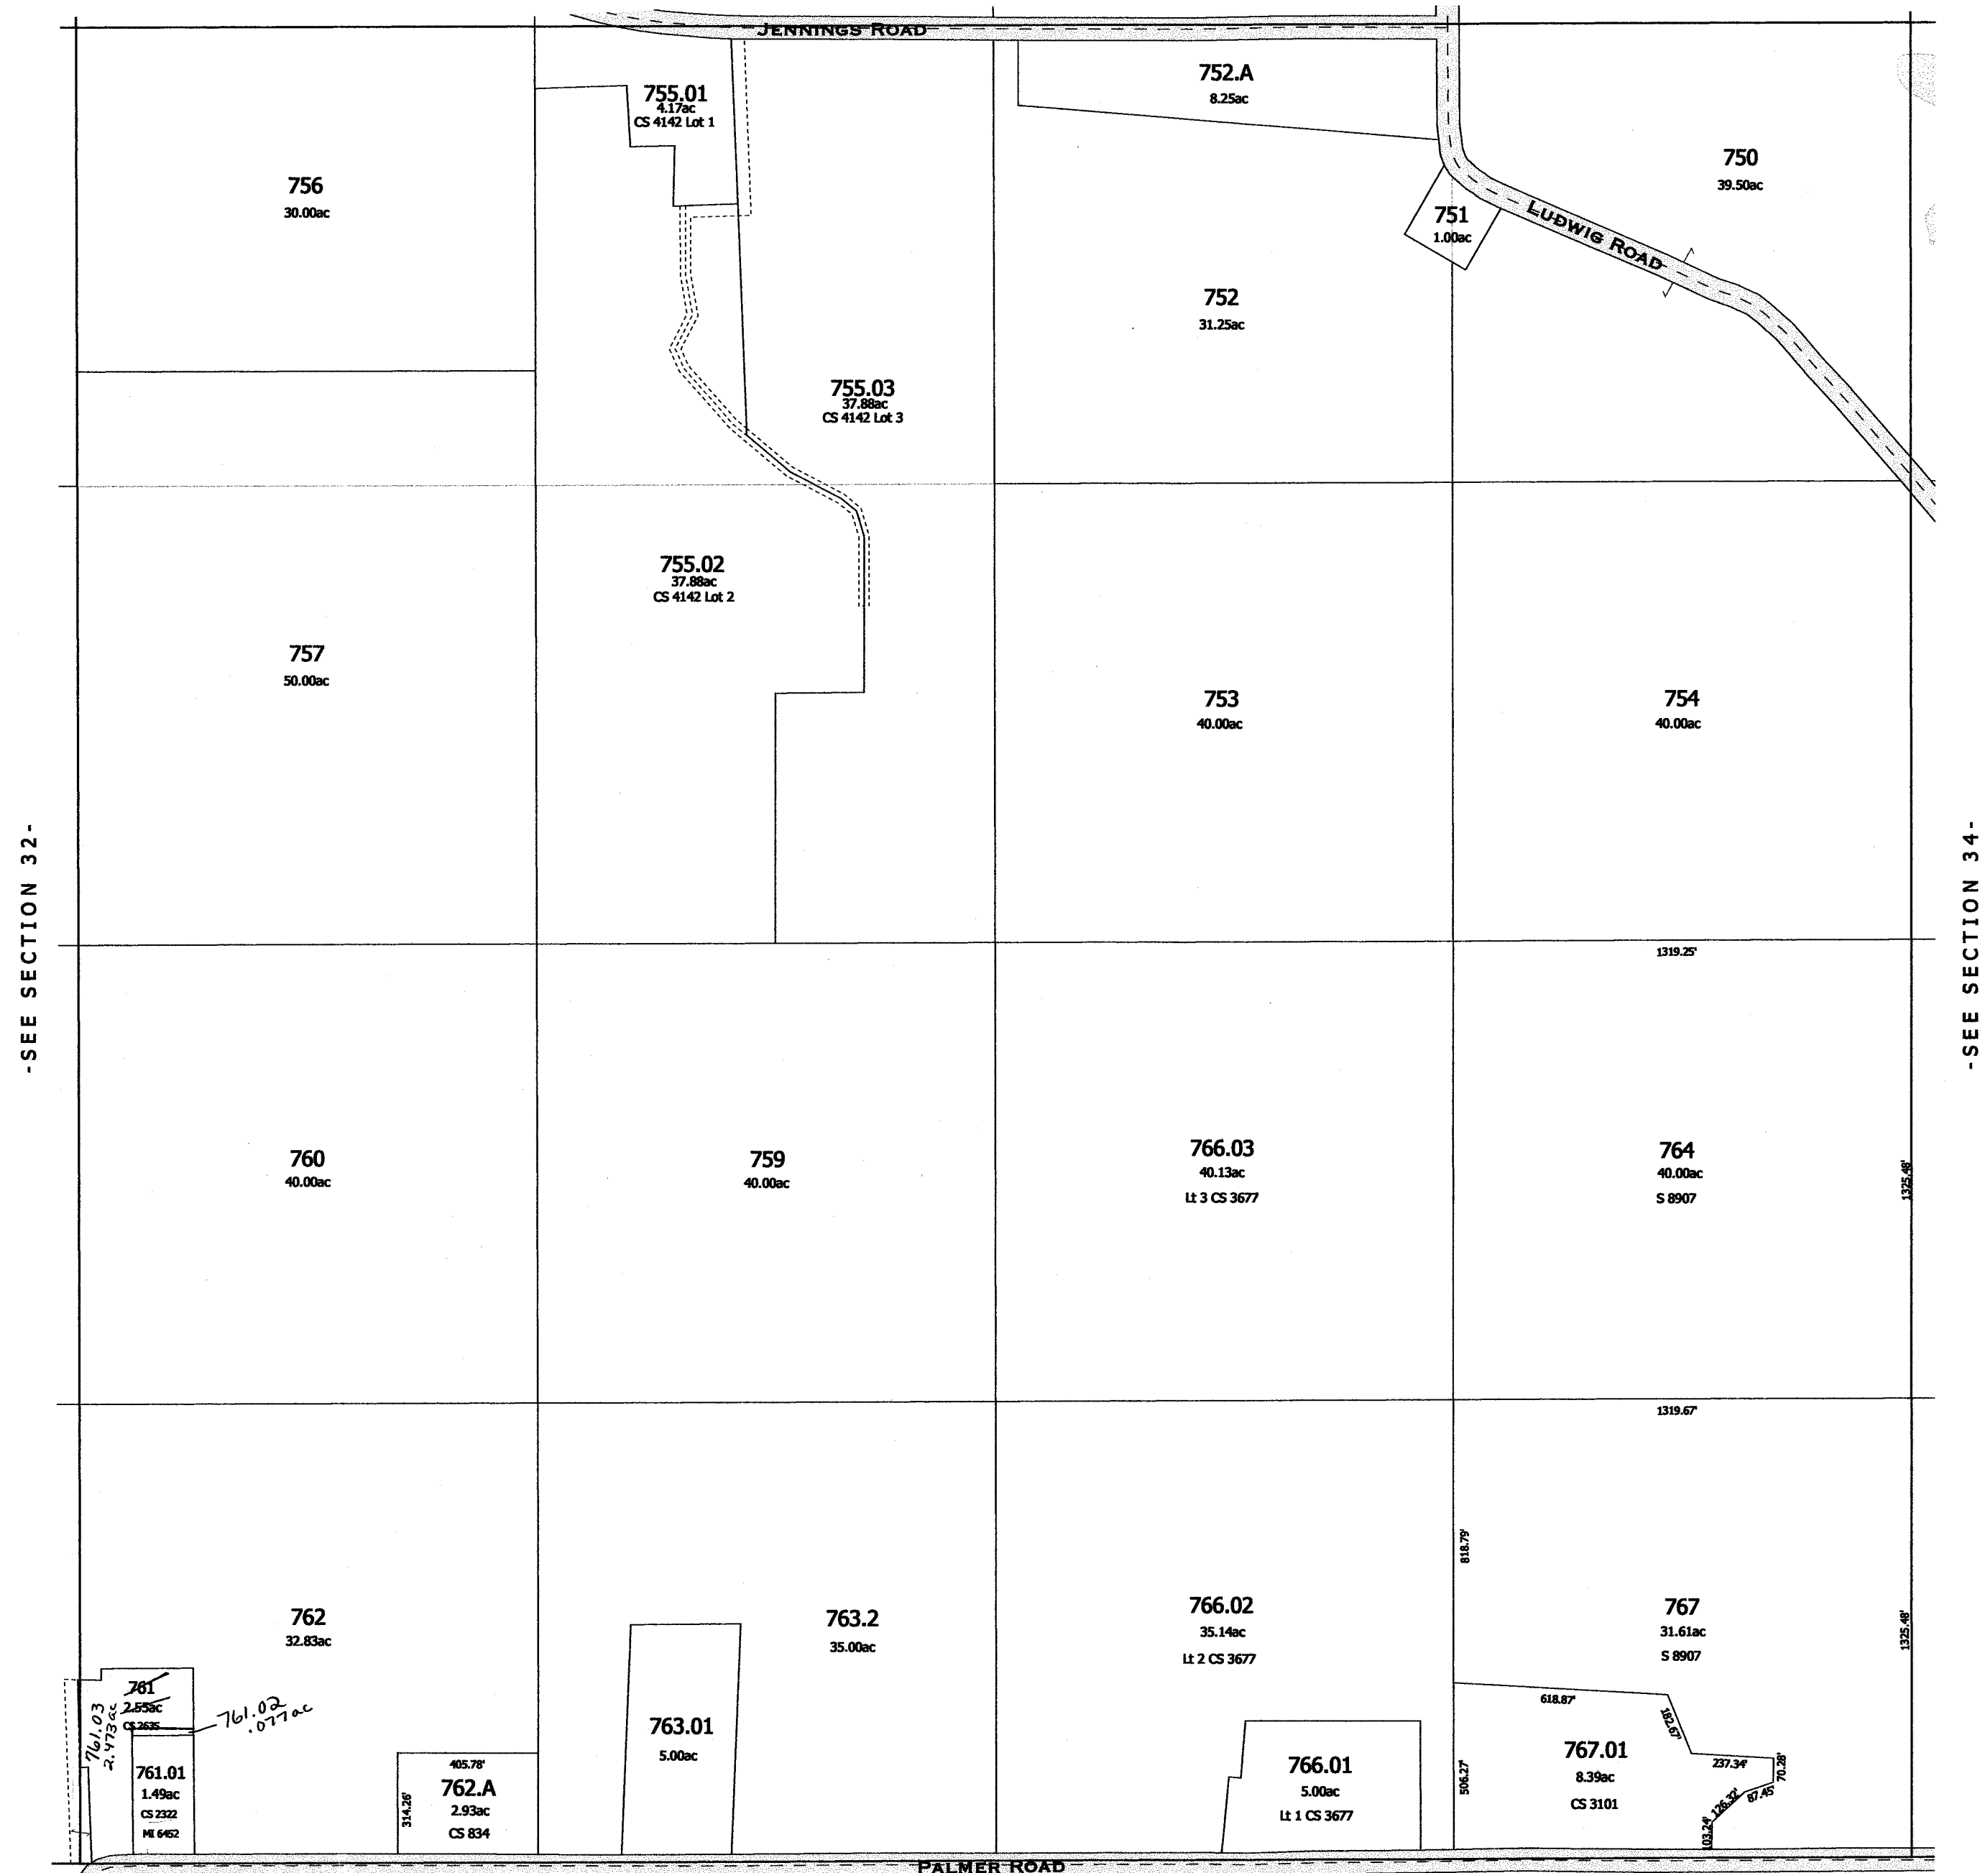 JENNINGS ROAD
752.A
8.25ac
755.01
4.17ac
CS 4142 Lot 1
756
30.00ac
750
39.50ac
751
1.00ac
LUDWIG ROAD
752
31.25ac
755.03
37.88ac
CS 4142 Lot 3
755.02
37.88ac
CS 4142 Lot 2
757
50.00ac
753
40.00ac
754
40.00ac
-SEE SECTION 32-
-SEE SECTION 34-
1319.25'
760
40.00ac
759
40.00ac
766.03
40.13ac
Lt 3 CS 3677
764
40.00ac
S 8907
1325.48'
1319.67'
818.79'
762
32.83ac
763.2
35.00ac
766.02
35.14ac
Lt 2 CS 3677
767
31.61ac
S 8907
1325.48'
761
2.55ac
CS 2635
761.03
2.473ac
761.02
.077ac
761.01
1.49ac
CS 2322
MI 6452
405.78'
314.26'
762.A
2.93ac
CS 834
763.01
5.00ac
766.01
5.00ac
Lt 1 CS 3677
506.27'
618.87'
182.67'
237.34'
70.28'
87.45'
126.32'
103.24'
767.01
8.39ac
CS 3101
PALMER ROAD